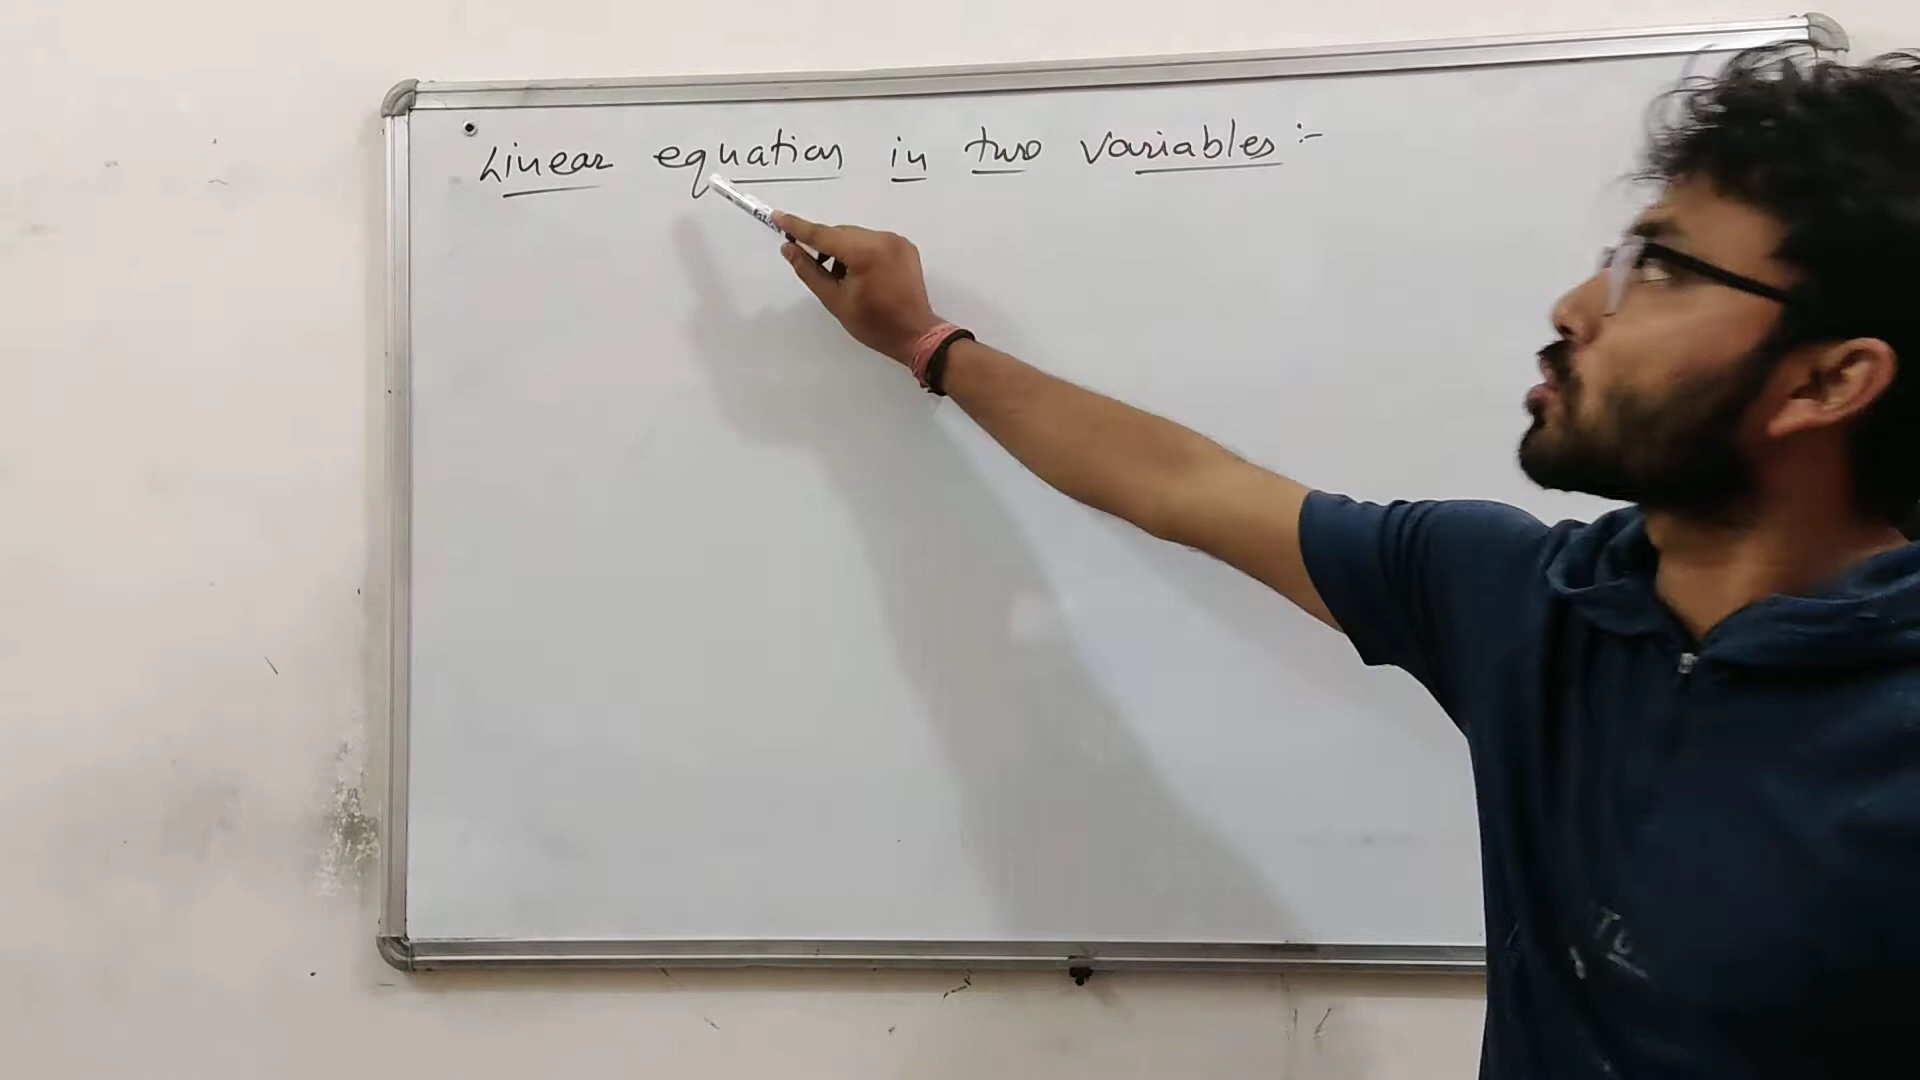 Linear equation in two variables :-